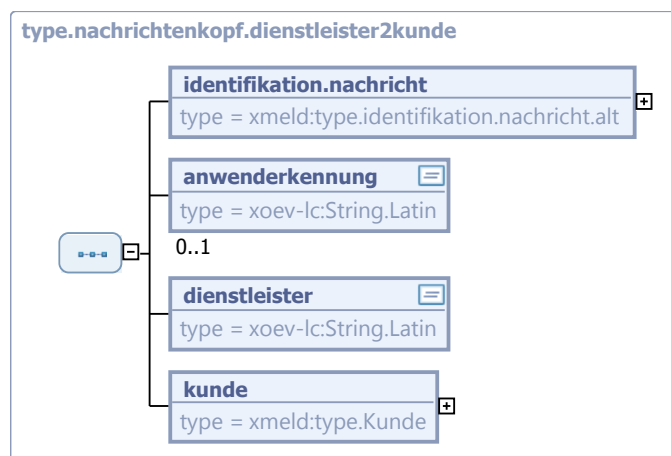 type.nachrichtenkopf.dienstleister2kunde
identifikation.nachricht
type = xmeld:type.identifikation.nachricht.alt
anwenderkennung
type = xoev-lc:String.Latin
0..1
dienstleister
type = xoev-lc:String.Latin
kunde
type = xmeld:type.Kunde